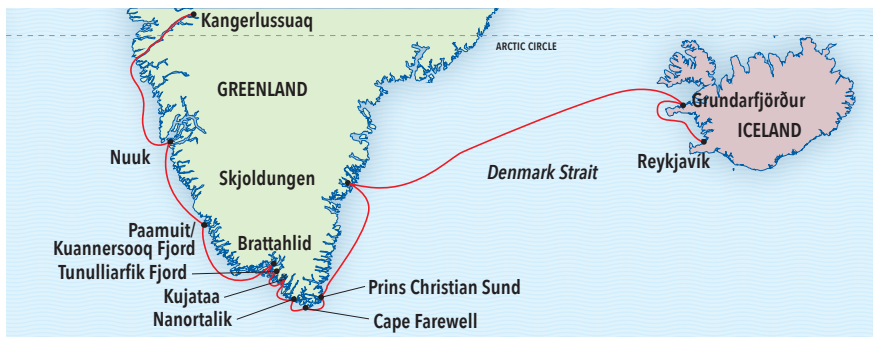 Kangerlussuaq
ARCTIC CIRCLE
GREENLAND
Grundarfjörður
ICELAND
Nuuk
Reykjavík
Skjoldungen
Denmark Strait
Paamuit/
Kuannersooq Fjord
Brattahlid
Tunulliarfik Fjord
Kujataa
Prins Christian Sund
Nanortalik
Cape Farewell